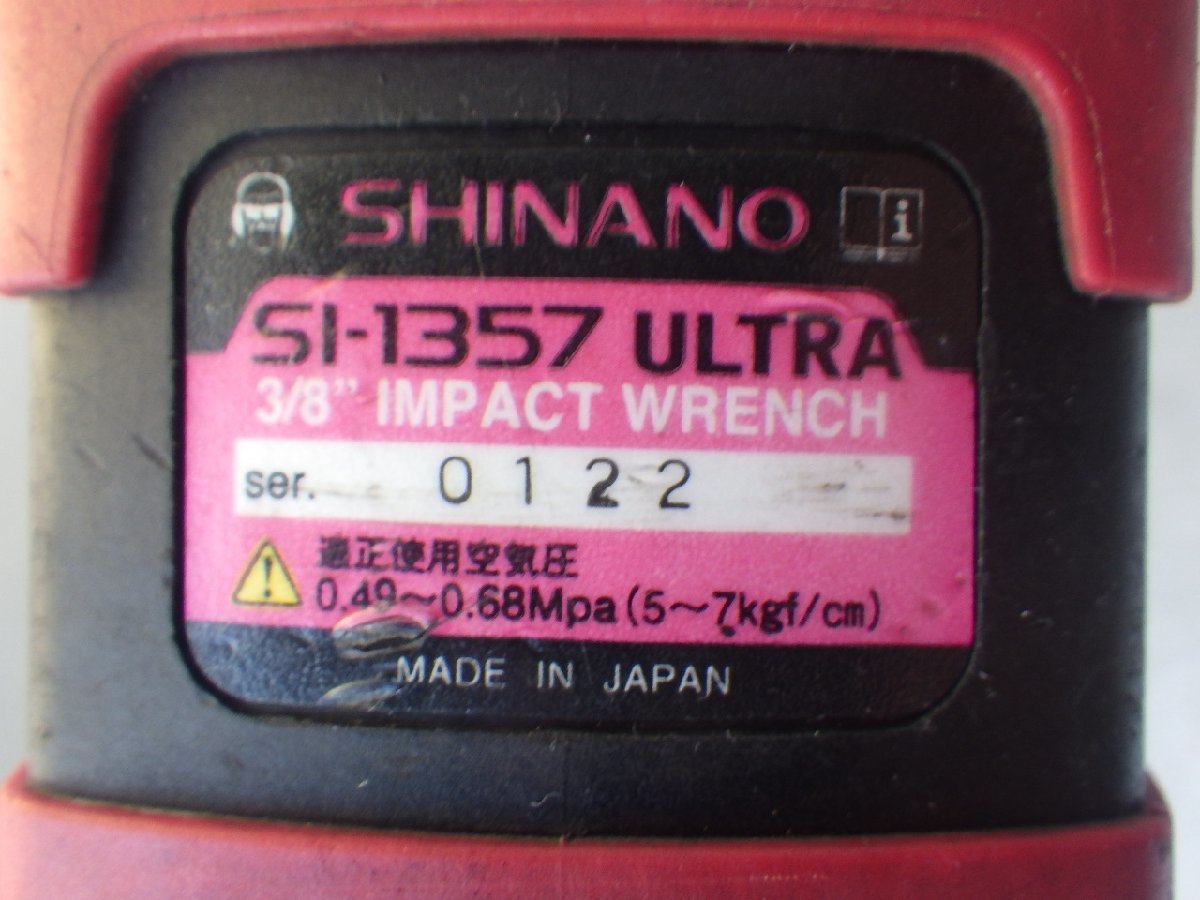 SHINANO
SI-1357 ULTRA
3/8" IMPACT WRENCH
ser. 0122
適正使用空気圧
0.49～0.68Mpa(5～7kgf/cm)
MADE IN JAPAN